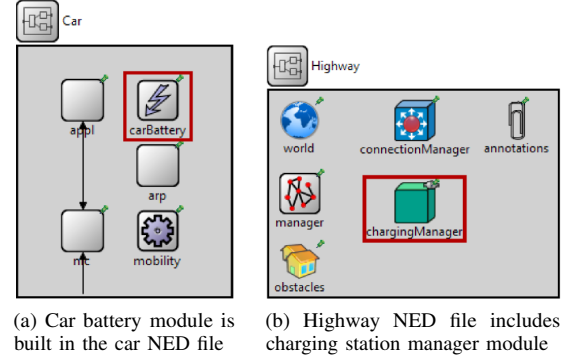 Car
appl
carBattery
arp
nic
mobility
(a) Car battery module is
built in the car NED file
Highway
world
connectionManager
annotations
manager
chargingManager
obstacles
(b) Highway NED file includes
charging station manager module